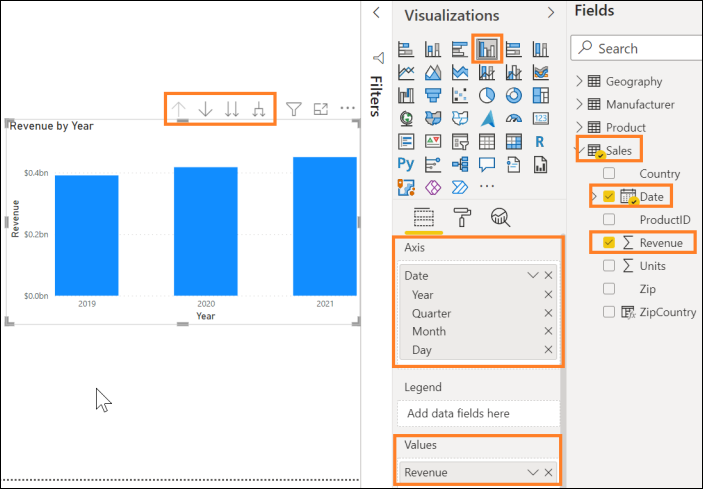 Visualizations
Fields
Search
Filters
Geography
Manufacturer
Product
Sales
Country
Date
ProductID
Revenue
Units
Zip
ZipCountry
Revenue by Year
$0.4bn
$0.2bn
$0.0bn
Revenue
2019
2020
2021
Year
R
Py
Axis
Date
Year
Quarter
Month
Day
Legend
Add data fields here
Values
Revenue